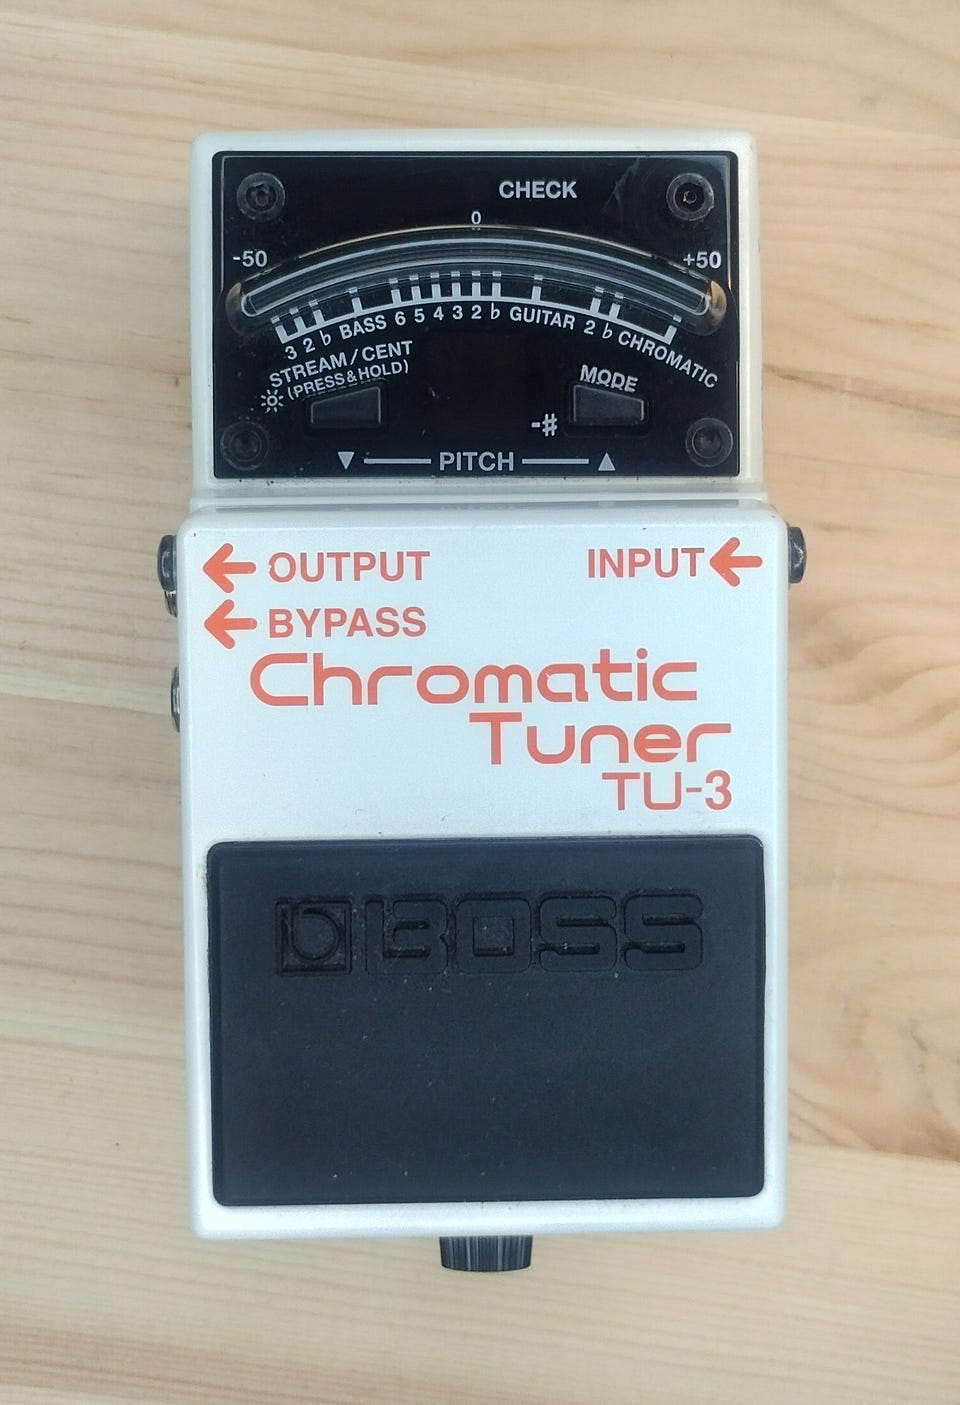 CHECK
0
-50 +50
3 2 ♭ BASS 6 5 4 3 2 ♭ GUITAR 2 ♭ CHROMATIC
STREAM/CENT
(PRESS&HOLD)
MODE
-#
▼ PITCH ▲
← OUTPUT
INPUT ←
← BYPASS
Chromatic
Tuner
TU-3
b BOSS